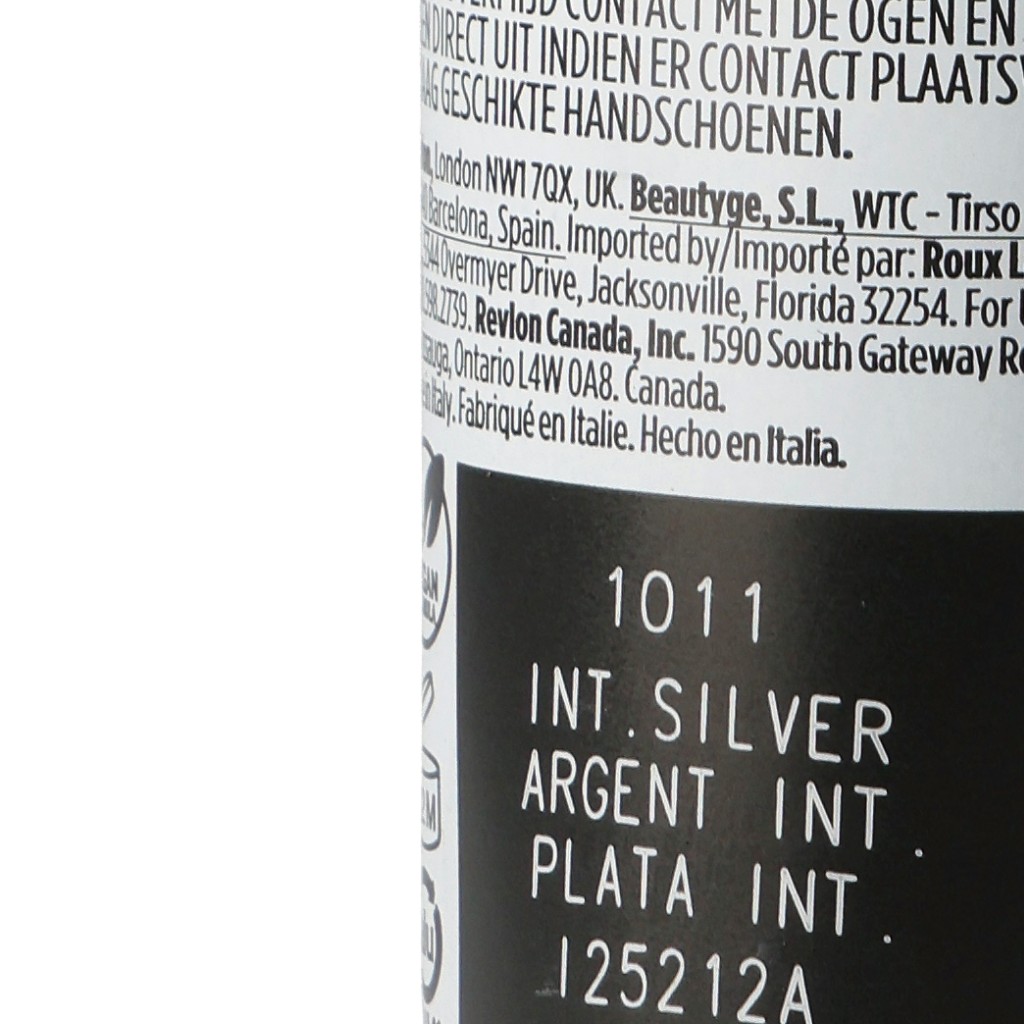 CONTACT MET DE OGEN EN
DIRECT UIT INDIEN ER CONTACT PLAATS
GESCHIKTE HANDSCHOENEN.
London NW1 7QX, UK. Beautyge, S.L., WTC - Tirso
Barcelona, Spain. Imported by/Importé par: Roux
Overmyer Drive, Jacksonville, Florida 32254. For
.2739. Revlon Canada, Inc. 1590 South Gateway
Ontario L4W 0A8. Canada.
Italy. Fabriqué en Italie. Hecho en Italia.
1011
INT.SILVER
ARGENT INT.
PLATA INT.
125212A